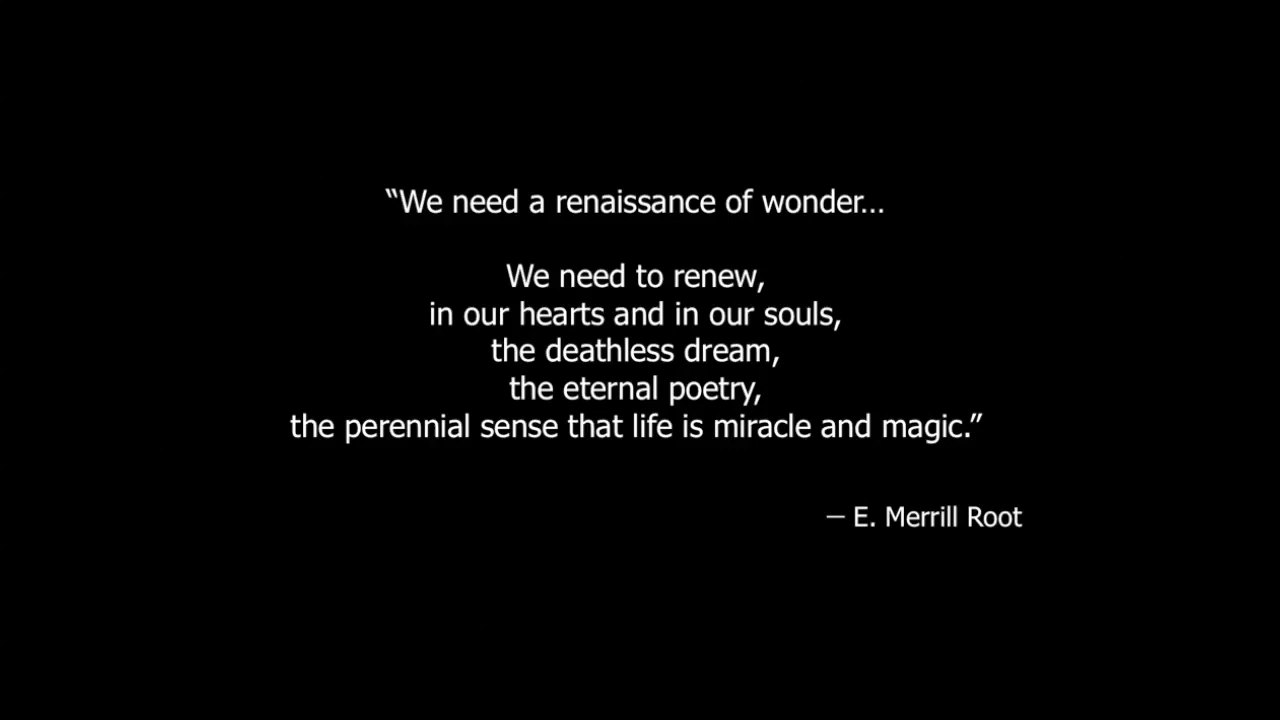 “We need a renaissance of wonder…
We need to renew,
in our hearts and in our souls,
the deathless dream,
the eternal poetry,
the perennial sense that life is miracle and magic.”
– E. Merrill Root